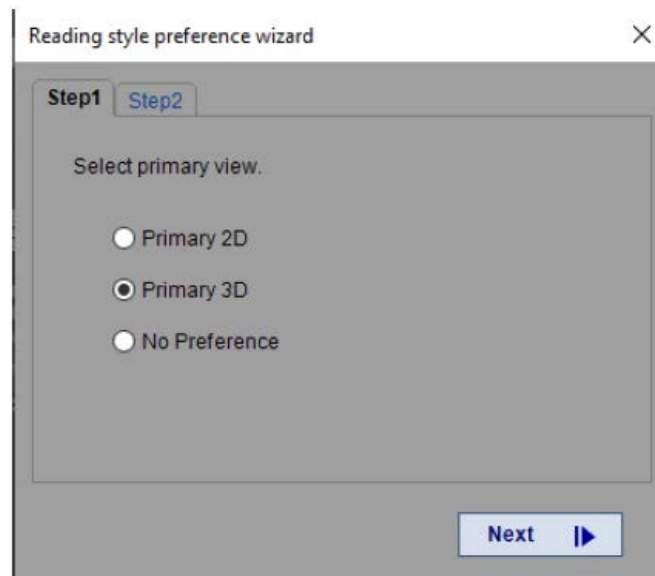 Reading style preference wizard
Step1 Step2
Select primary view.
Primary 2D
Primary 3D
No Preference
Next